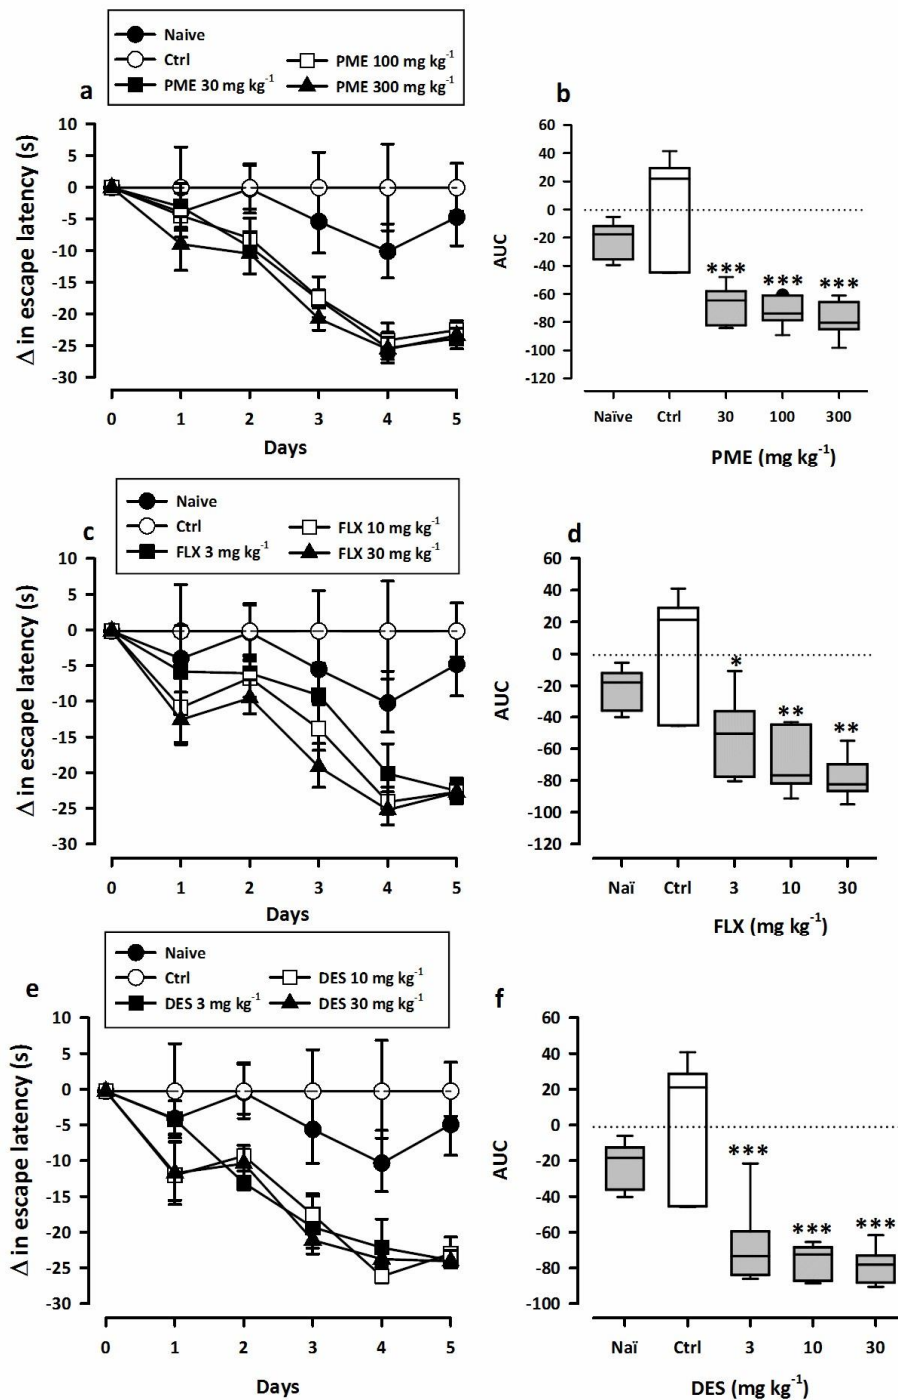 Naive
Ctrl
PME 30 mg kg-1
PME 100 mg kg-1
PME 300 mg kg-1
a
Δ in escape latency (s)
10
5
0
-5
-10
-15
-20
-25
-30
0 1 2 3 4 5
Days
b
AUC
60
40
20
0
-20
-40
-60
-80
-100
-120
*** *** ***
Naïve Ctrl 30 100 300
PME (mg kg-1)
Naive
Ctrl
FLX 3 mg kg-1
FLX 10 mg kg-1
FLX 30 mg kg-1
c
Δ in escape latency (s)
10
5
0
-5
-10
-15
-20
-25
-30
0 1 2 3 4 5
Days
d
AUC
60
40
20
0
-20
-40
-60
-80
-100
-120
* ** **
Naï Ctrl 3 10 30
FLX (mg kg-1)
Naive
Ctrl
DES 3 mg kg-1
DES 10 mg kg-1
DES 30 mg kg-1
e
Δ in escape latency (s)
10
5
0
-5
-10
-15
-20
-25
-30
0 1 2 3 4 5
Days
f
AUC
60
40
20
0
-20
-40
-60
-80
-100
*** *** ***
Naï Ctrl 3 10 30
DES (mg kg-1)